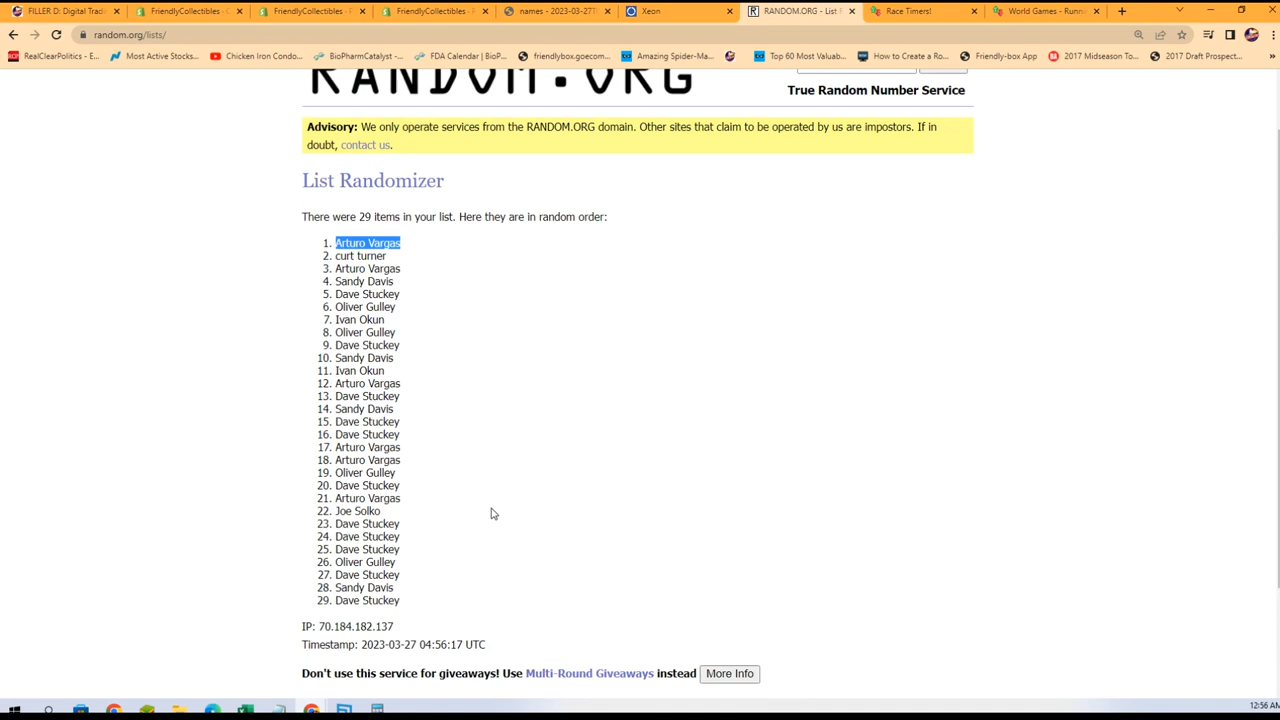 FILLER D: Digital Trad
FriendlyCollectibles -
FriendlyCollectibles -
FriendlyCollectibles -
names - 2023-03-27T
Xeon
RANDOM.ORG - List
Race Timers!
World Games - Runn
random.org/lists/
RealClearPolitics - E...
Most Active Stocks...
Chicken Iron Condo...
BioPharmCatalyst -...
FDA Calendar | BioP...
friendlybox.goecom...
Amazing Spider-Ma...
Top 60 Most Valuab...
How to Create a Ro...
Friendly-box App
2017 Midseason To...
2017 Draft Prospect...
RANDOM.ORG
True Random Number Service
Advisory: We only operate services from the RANDOM.ORG domain. Other sites that claim to be operated by us are impostors. If in
doubt, contact us.
List Randomizer
There were 29 items in your list. Here they are in random order:
1. Arturo Vargas
2. curt turner
3. Arturo Vargas
4. Sandy Davis
5. Dave Stuckey
6. Oliver Gulley
7. Ivan Okun
8. Oliver Gulley
9. Dave Stuckey
10. Sandy Davis
11. Ivan Okun
12. Arturo Vargas
13. Dave Stuckey
14. Sandy Davis
15. Dave Stuckey
16. Dave Stuckey
17. Arturo Vargas
18. Arturo Vargas
19. Oliver Gulley
20. Dave Stuckey
21. Arturo Vargas
22. Joe Solko
23. Dave Stuckey
24. Dave Stuckey
25. Dave Stuckey
26. Oliver Gulley
27. Dave Stuckey
28. Sandy Davis
29. Dave Stuckey
IP: 70.184.182.137
Timestamp: 2023-03-27 04:56:17 UTC
Don't use this service for giveaways! Use Multi-Round Giveaways instead
More Info
12:56 AM